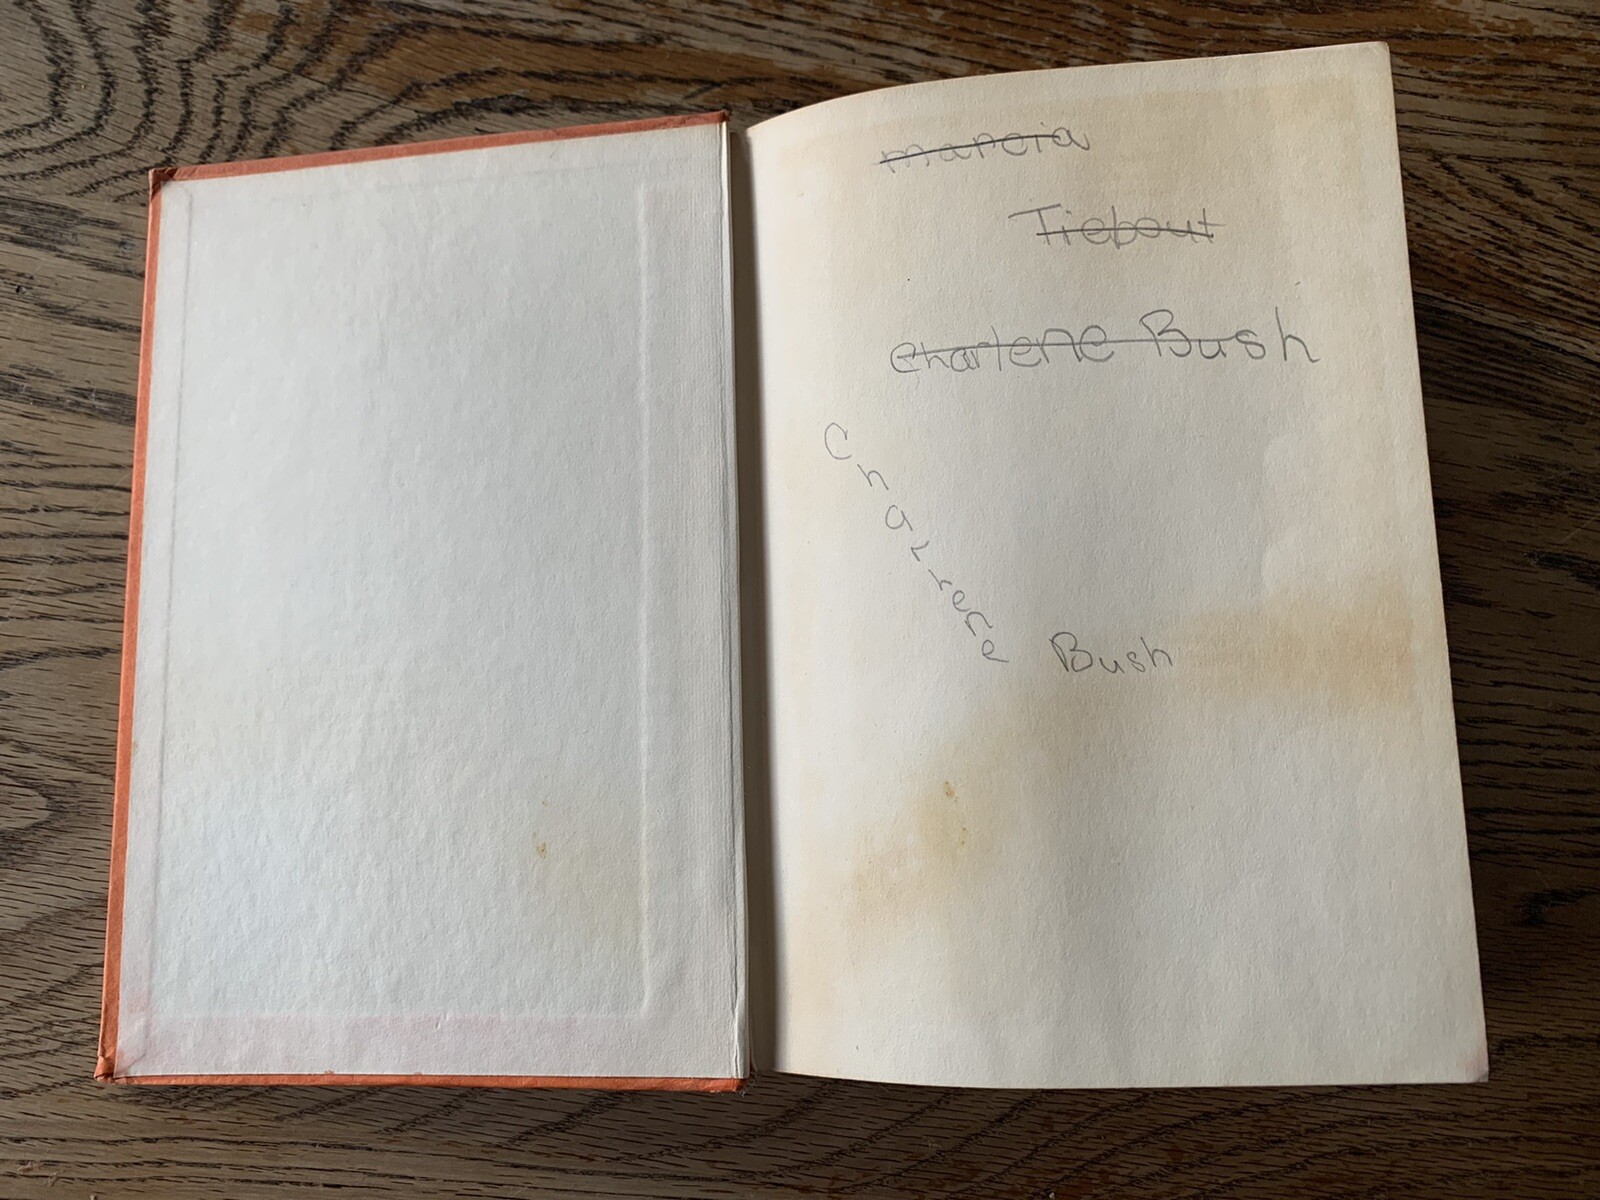 marcia
Tiebout
Charlene Bush
Charlene Bush